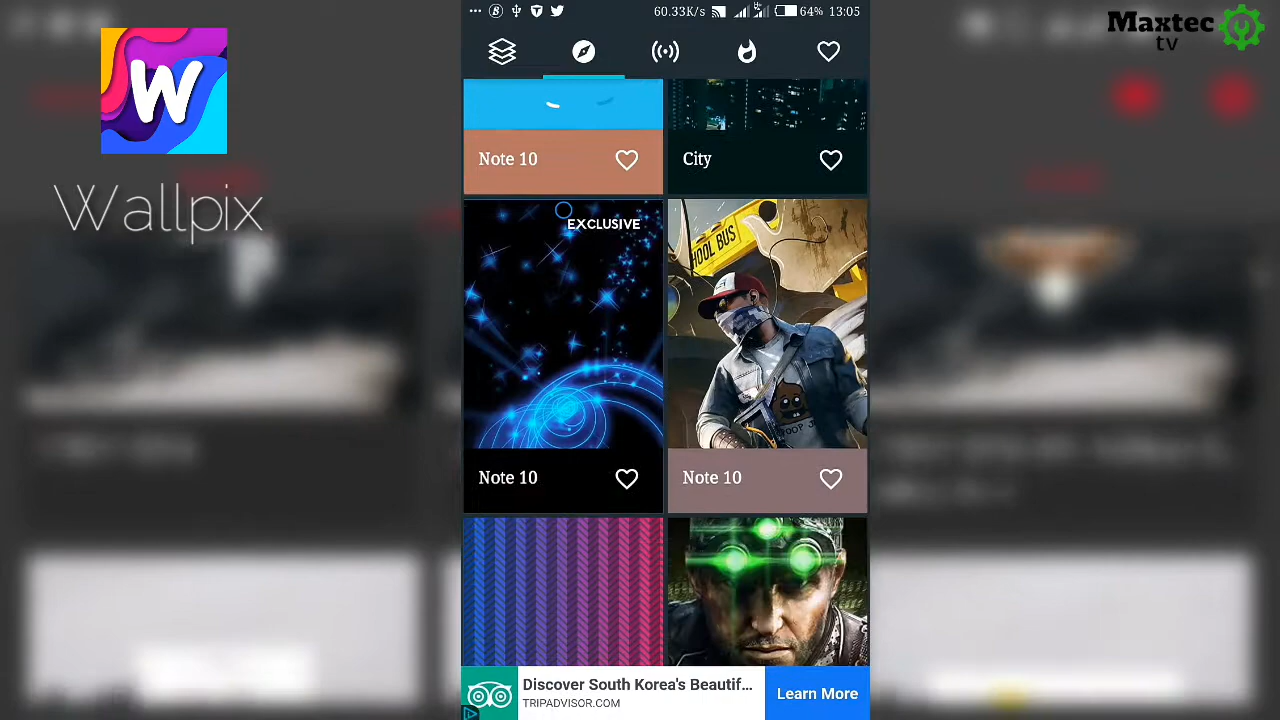 60.33K/s
64% 13:05
Maxtec
tv
W
Wallpix
Note 10
City
EXCLUSIVE
HOOL BUS
Note 10
Note 10
Discover South Korea's Beautif...
TRIPADVISOR.COM
Learn More